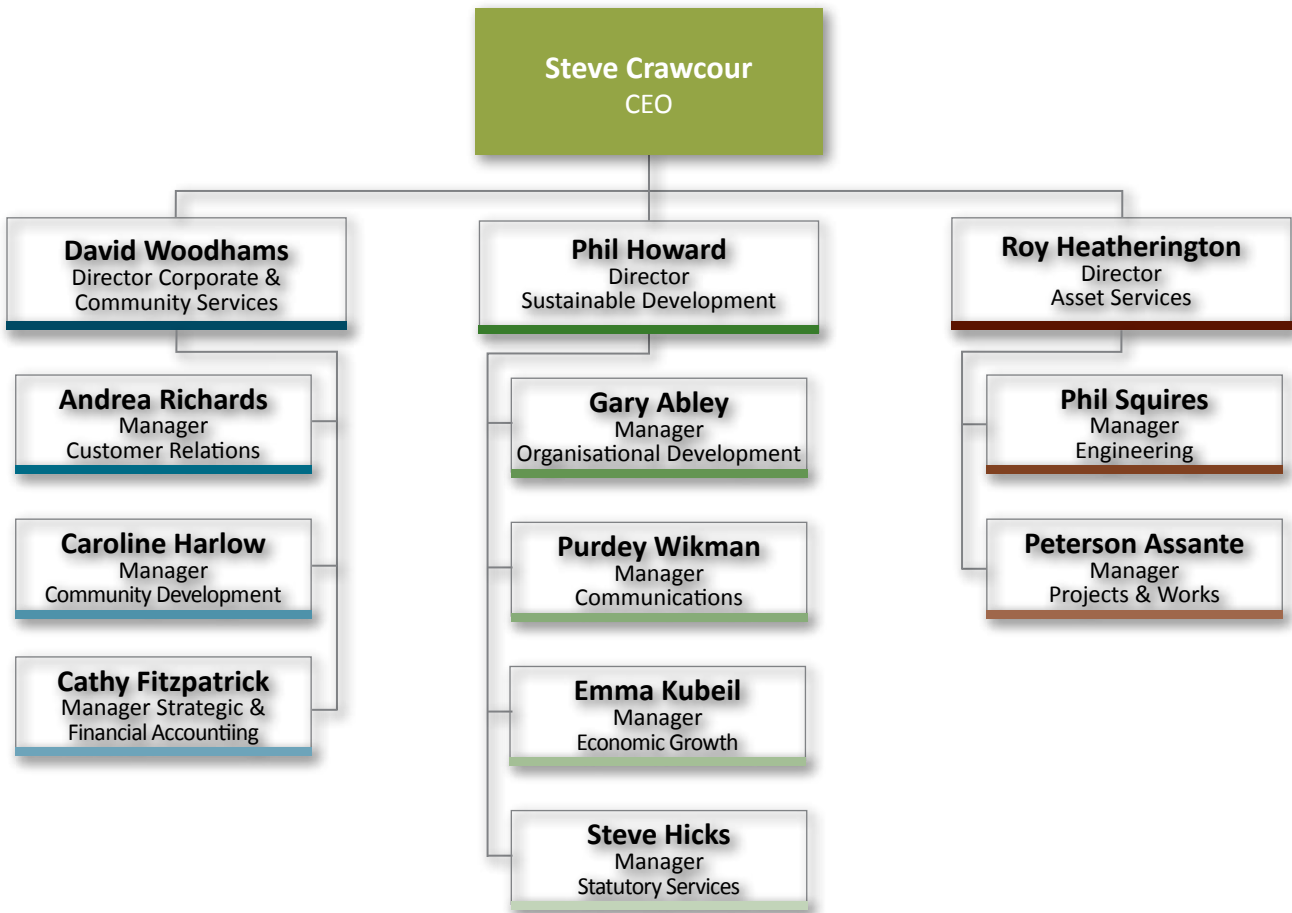 Steve Crawcour
CEO
David Woodhams
Director Corporate &
Community Services
Andrea Richards
Manager
Customer Relations
Caroline Harlow
Manager
Community Development
Cathy Fitzpatrick
Manager Strategic &
Financial Accountiing
Phil Howard
Director
Sustainable Development
Gary Abley
Manager
Organisational Development
Purdey Wikman
Manager
Communications
Emma Kubeil
Manager
Economic Growth
Steve Hicks
Manager
Statutory Services
Roy Heatherington
Director
Asset Services
Phil Squires
Manager
Engineering
Peterson Assante
Manager
Projects & Works